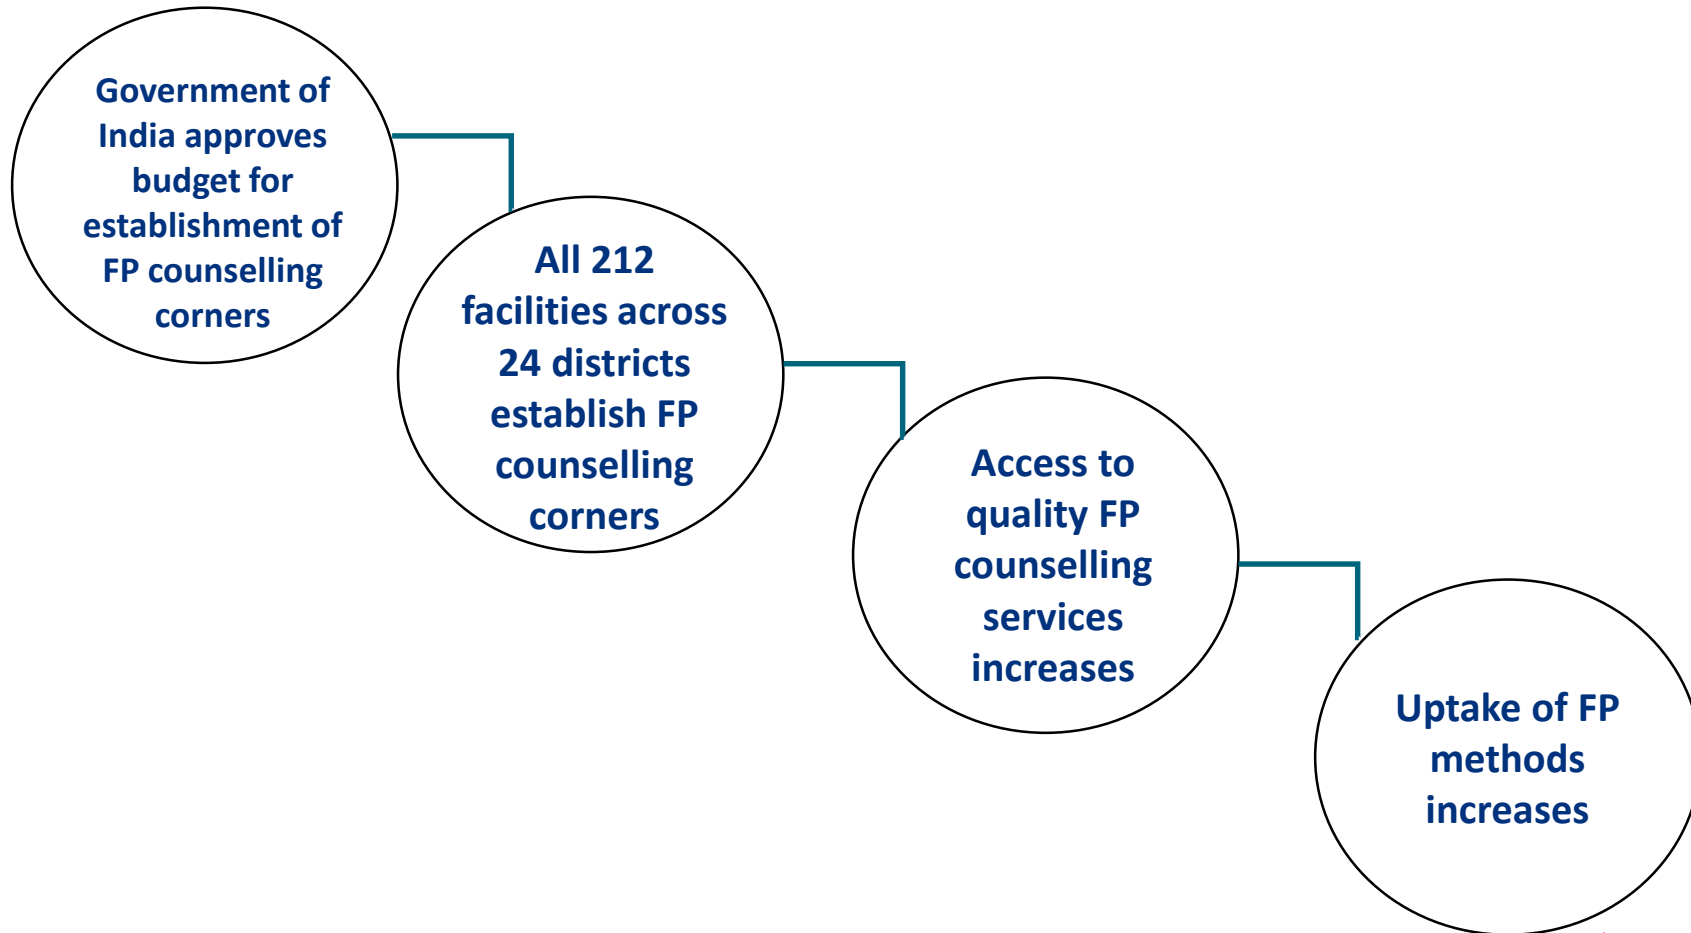 Government of
India approves
budget for
establishment of
FP counselling
corners
All 212
facilities across
24 districts
establish FP
counselling
corners
Access to
quality FP
counselling
services
increases
Uptake of FP
methods
increases